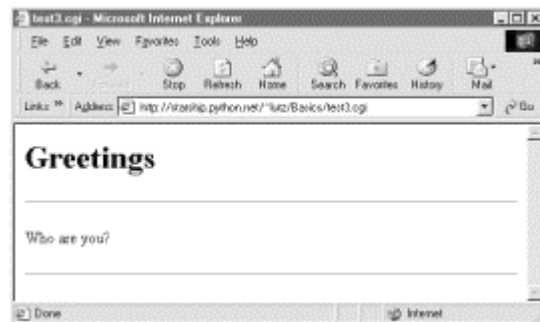 test3.cgi - Microsoft Internet Explorer
File Edit View Favorites Tools Help
Back Stop Refresh Home Search Favorites History Mail
Links » Address http://starship.python.net/~lutz/Basics/test3.cgi Go
Greetings
Who are you?
Done Internet